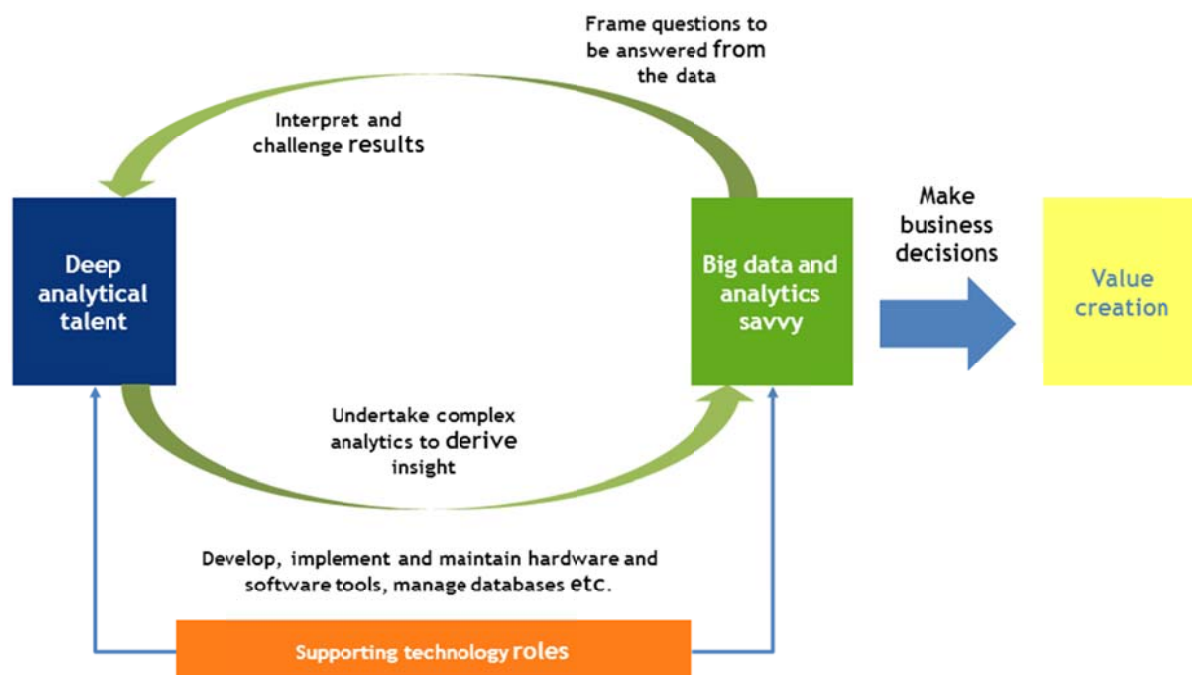 Frame questions to
be answered from
the data
Interpret and
challenge results
Deep
analytical
talent
Big data and
analytics
savvy
Make
business
decisions
Value
creation
Undertake complex
analytics to derive
insight
Develop, implement and maintain hardware and
software tools, manage databases etc.
Supporting technology roles